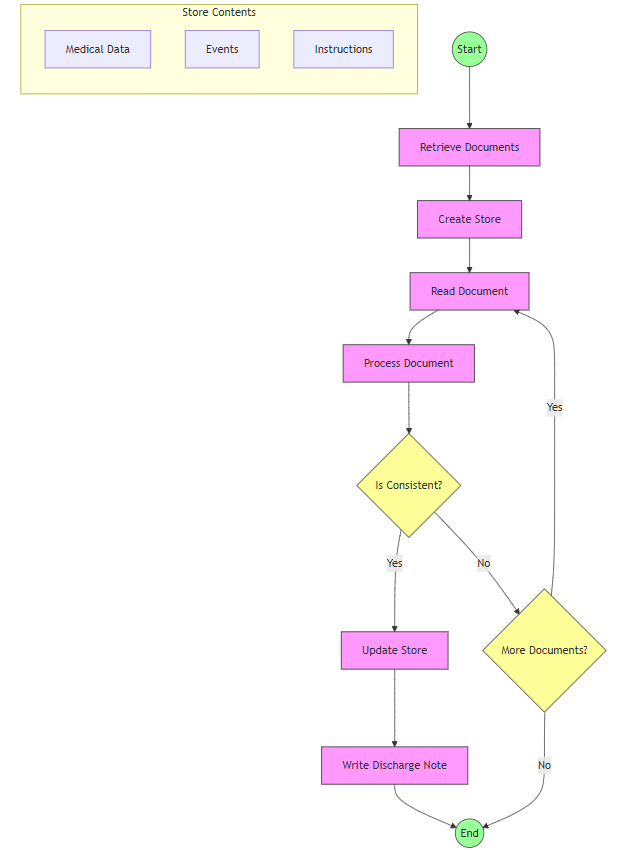 Store Contents
Medical Data
Events
Instructions
Start
Retrieve Documents
Create Store
Read Document
Process Document
Yes
Is Consistent?
Yes
No
Update Store
More Documents?
Write Discharge Note
No
End